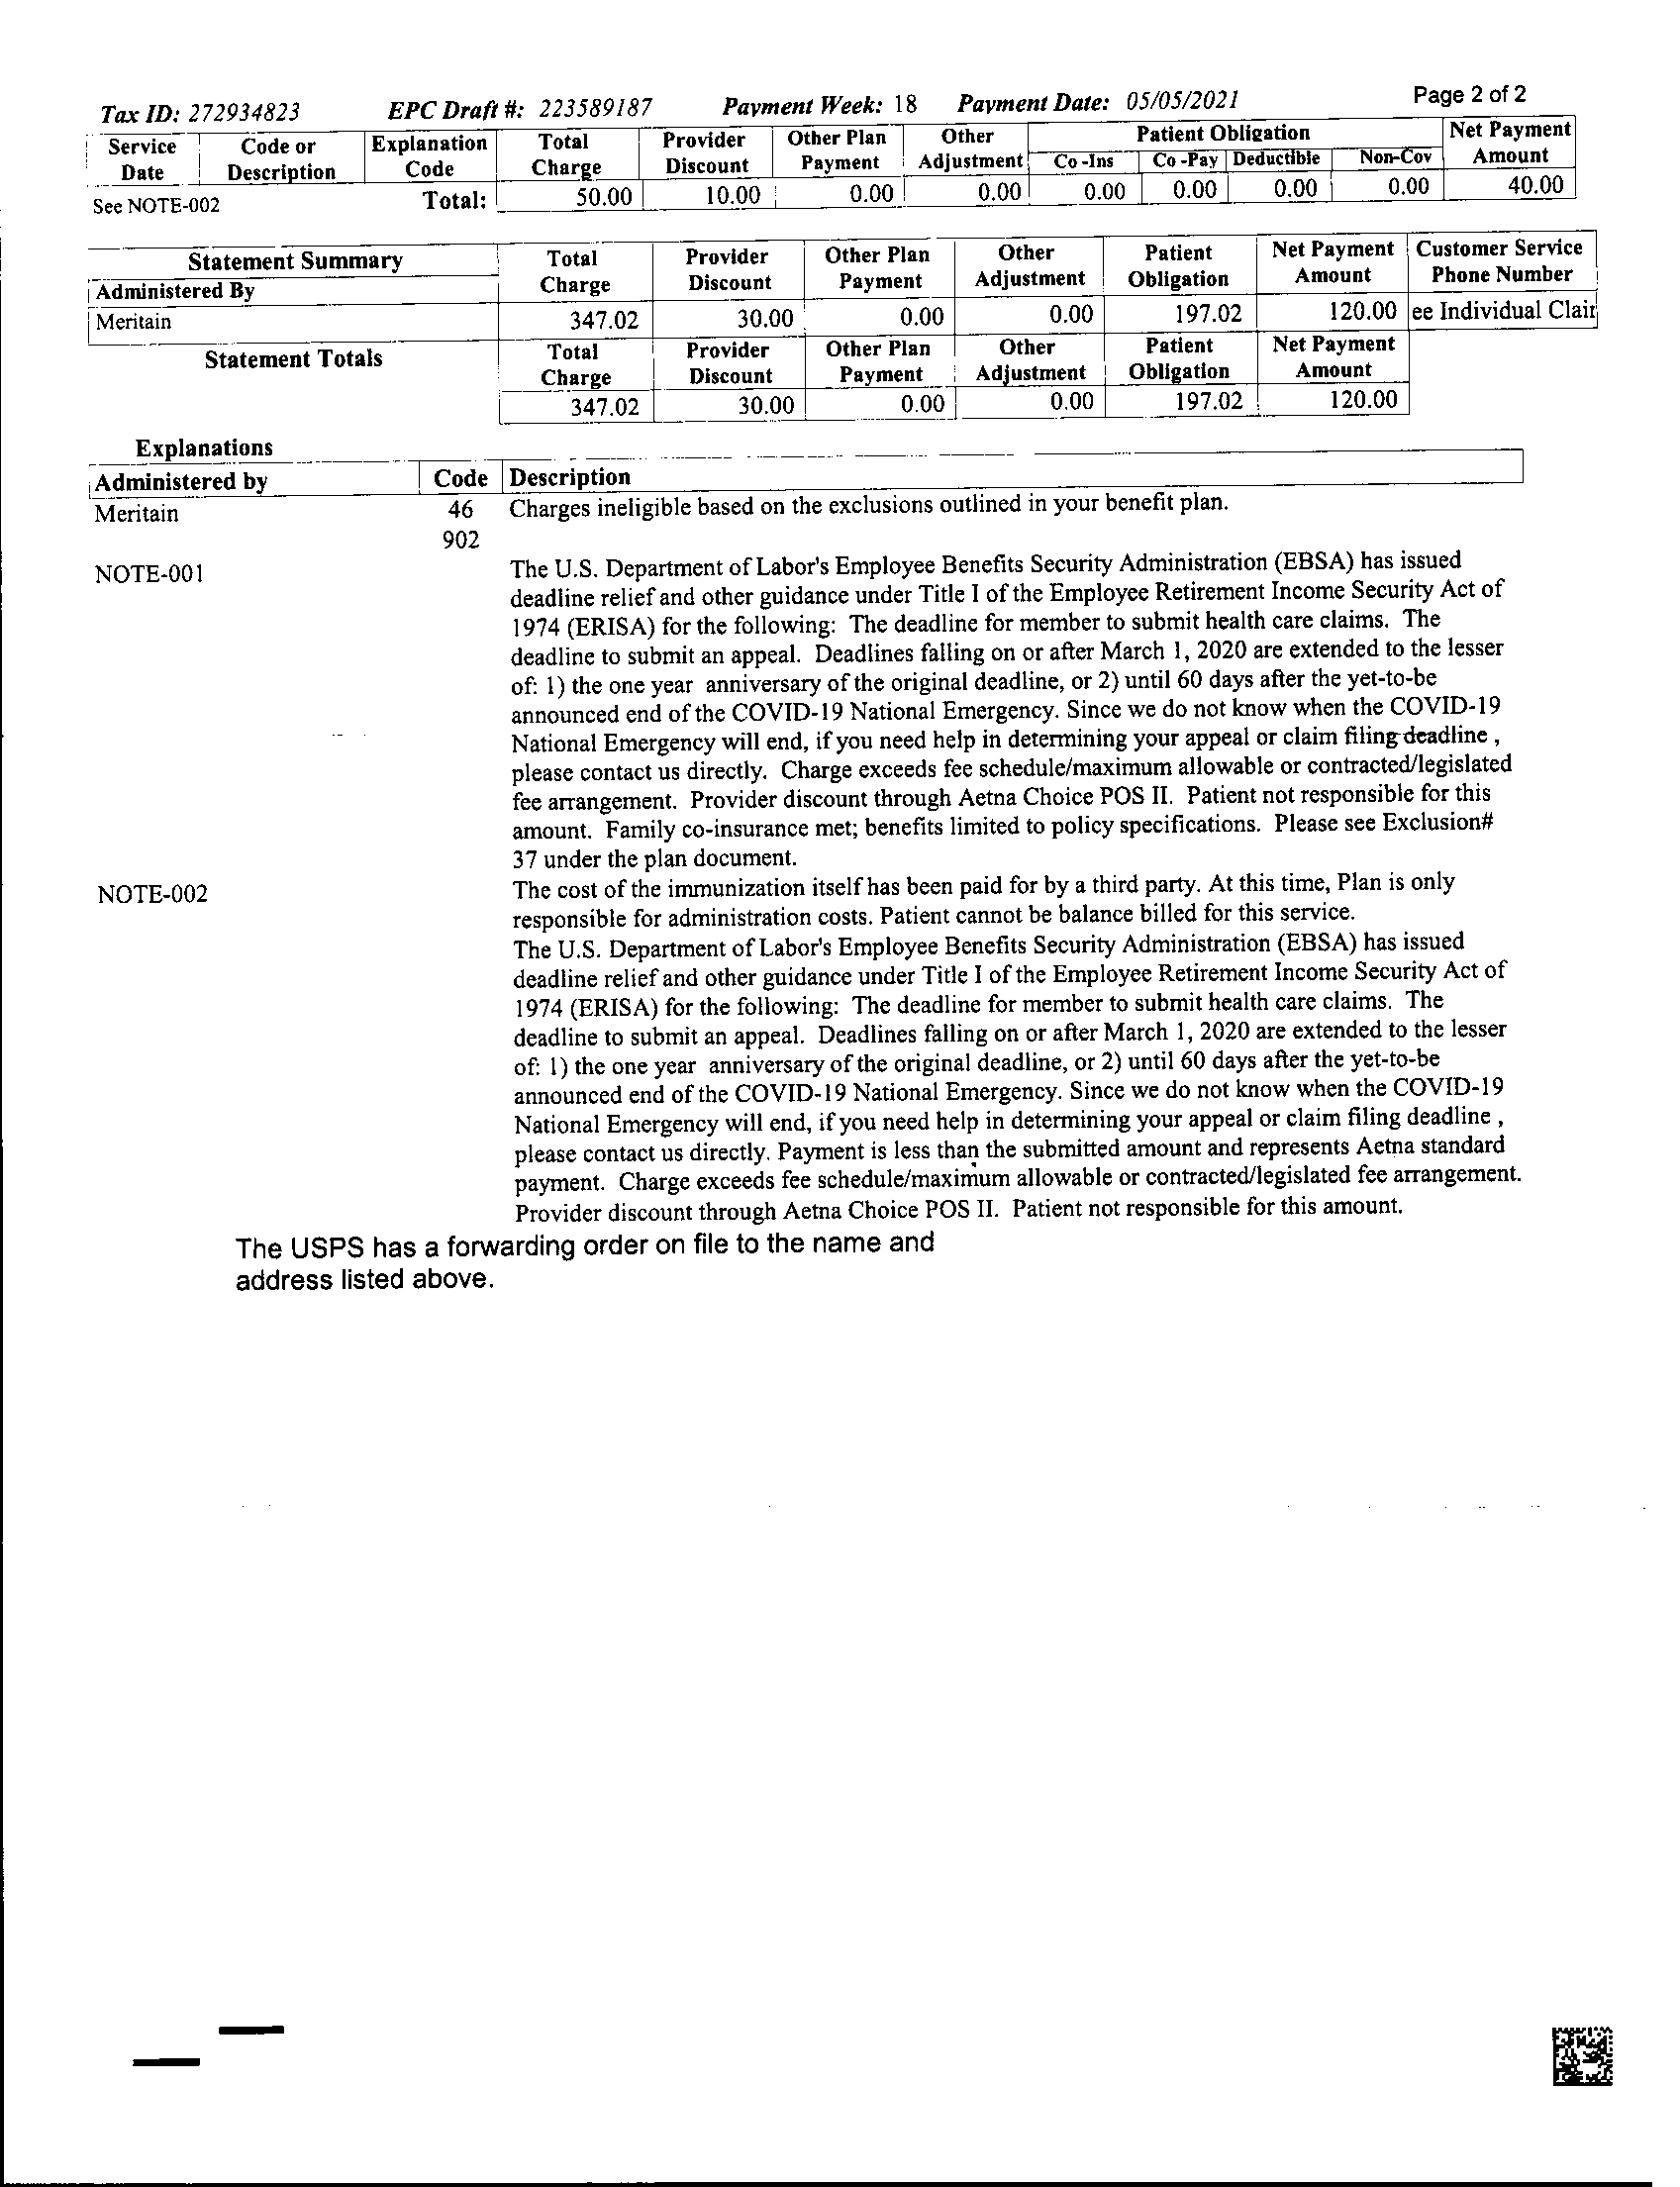 Tax ID: 272934823 EPC Draft #: 223589187 Payment Week: 18 Payment Date: 05/05/2021 Page 2 of 2
Service Date Code or Description Explanation Code Total Charge Provider Discount Other Plan Payment Other Adjustment Patient Obligation Net Payment Amount
Co-Ins Co-Pay Deductible Non-Cov
See NOTE-002 Total: 50.00 10.00 0.00 0.00 0.00 0.00 0.00 0.00 40.00
Statement Summary Total Charge Provider Discount Other Plan Payment Other Adjustment Patient Obligation Net Payment Amount Customer Service Phone Number
Administered By
Meritain 347.02 30.00 0.00 0.00 197.02 120.00 ee Individual Clair
Statement Totals Total Charge Provider Discount Other Plan Payment Other Adjustment Patient Obligation Net Payment Amount
347.02 30.00 0.00 0.00 197.02 120.00
Explanations
Administered by Code Description
Meritain 46 Charges ineligible based on the exclusions outlined in your benefit plan.
902
NOTE-001 The U.S. Department of Labor's Employee Benefits Security Administration (EBSA) has issued
deadline relief and other guidance under Title I of the Employee Retirement Income Security Act of
1974 (ERISA) for the following: The deadline for member to submit health care claims. The
deadline to submit an appeal. Deadlines falling on or after March 1, 2020 are extended to the lesser
of: 1) the one year anniversary of the original deadline, or 2) until 60 days after the yet-to-be
announced end of the COVID-19 National Emergency. Since we do not know when the COVID-19
National Emergency will end, if you need help in determining your appeal or claim filing deadline ,
please contact us directly. Charge exceeds fee schedule/maximum allowable or contracted/legislated
fee arrangement. Provider discount through Aetna Choice POS II. Patient not responsible for this
amount. Family co-insurance met; benefits limited to policy specifications. Please see Exclusion#
37 under the plan document.
NOTE-002 The cost of the immunization itself has been paid for by a third party. At this time, Plan is only
responsible for administration costs. Patient cannot be balance billed for this service.
The U.S. Department of Labor's Employee Benefits Security Administration (EBSA) has issued
deadline relief and other guidance under Title I of the Employee Retirement Income Security Act of
1974 (ERISA) for the following: The deadline for member to submit health care claims. The
deadline to submit an appeal. Deadlines falling on or after March 1, 2020 are extended to the lesser
of: 1) the one year anniversary of the original deadline, or 2) until 60 days after the yet-to-be
announced end of the COVID-19 National Emergency. Since we do not know when the COVID-19
National Emergency will end, if you need help in determining your appeal or claim filing deadline ,
please contact us directly. Payment is less than the submitted amount and represents Aetna standard
payment. Charge exceeds fee schedule/maximum allowable or contracted/legislated fee arrangement.
Provider discount through Aetna Choice POS II. Patient not responsible for this amount.
The USPS has a forwarding order on file to the name and
address listed above.